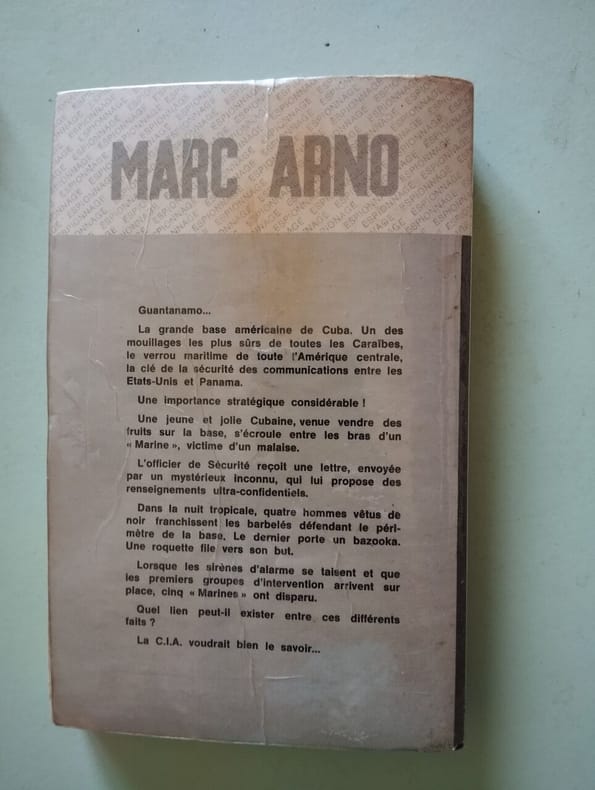 MARC ARNO
Guantanamo...
La grande base américaine de Cuba. Un des
mouillages les plus sûrs de toutes les Caraïbes,
le verrou maritime de toute l'Amérique centrale,
la clé de la sécurité des communications entre les
Etats-Unis et Panama.
Une importance stratégique considérable !
Une jeune et jolie Cubaine, venue vendre des
fruits sur la base, s'écroule entre les bras d'un
« Marine », victime d'un malaise.
L'officier de Sécurité reçoit une lettre, envoyée
par un mystérieux inconnu, qui lui propose des
renseignements ultra-confidentiels.
Dans la nuit tropicale, quatre hommes vêtus de
noir franchissent les barbelés défendant le péri-
mètre de la base. Le dernier porte un bazooka.
Une roquette file vers son but.
Lorsque les sirènes d'alarme se taisent et que
les premiers groupes d'intervention arrivent sur
place, cinq « Marines » ont disparu.
Quel lien peut-il exister entre ces différents
faits ?
La C.I.A. voudrait bien le savoir...